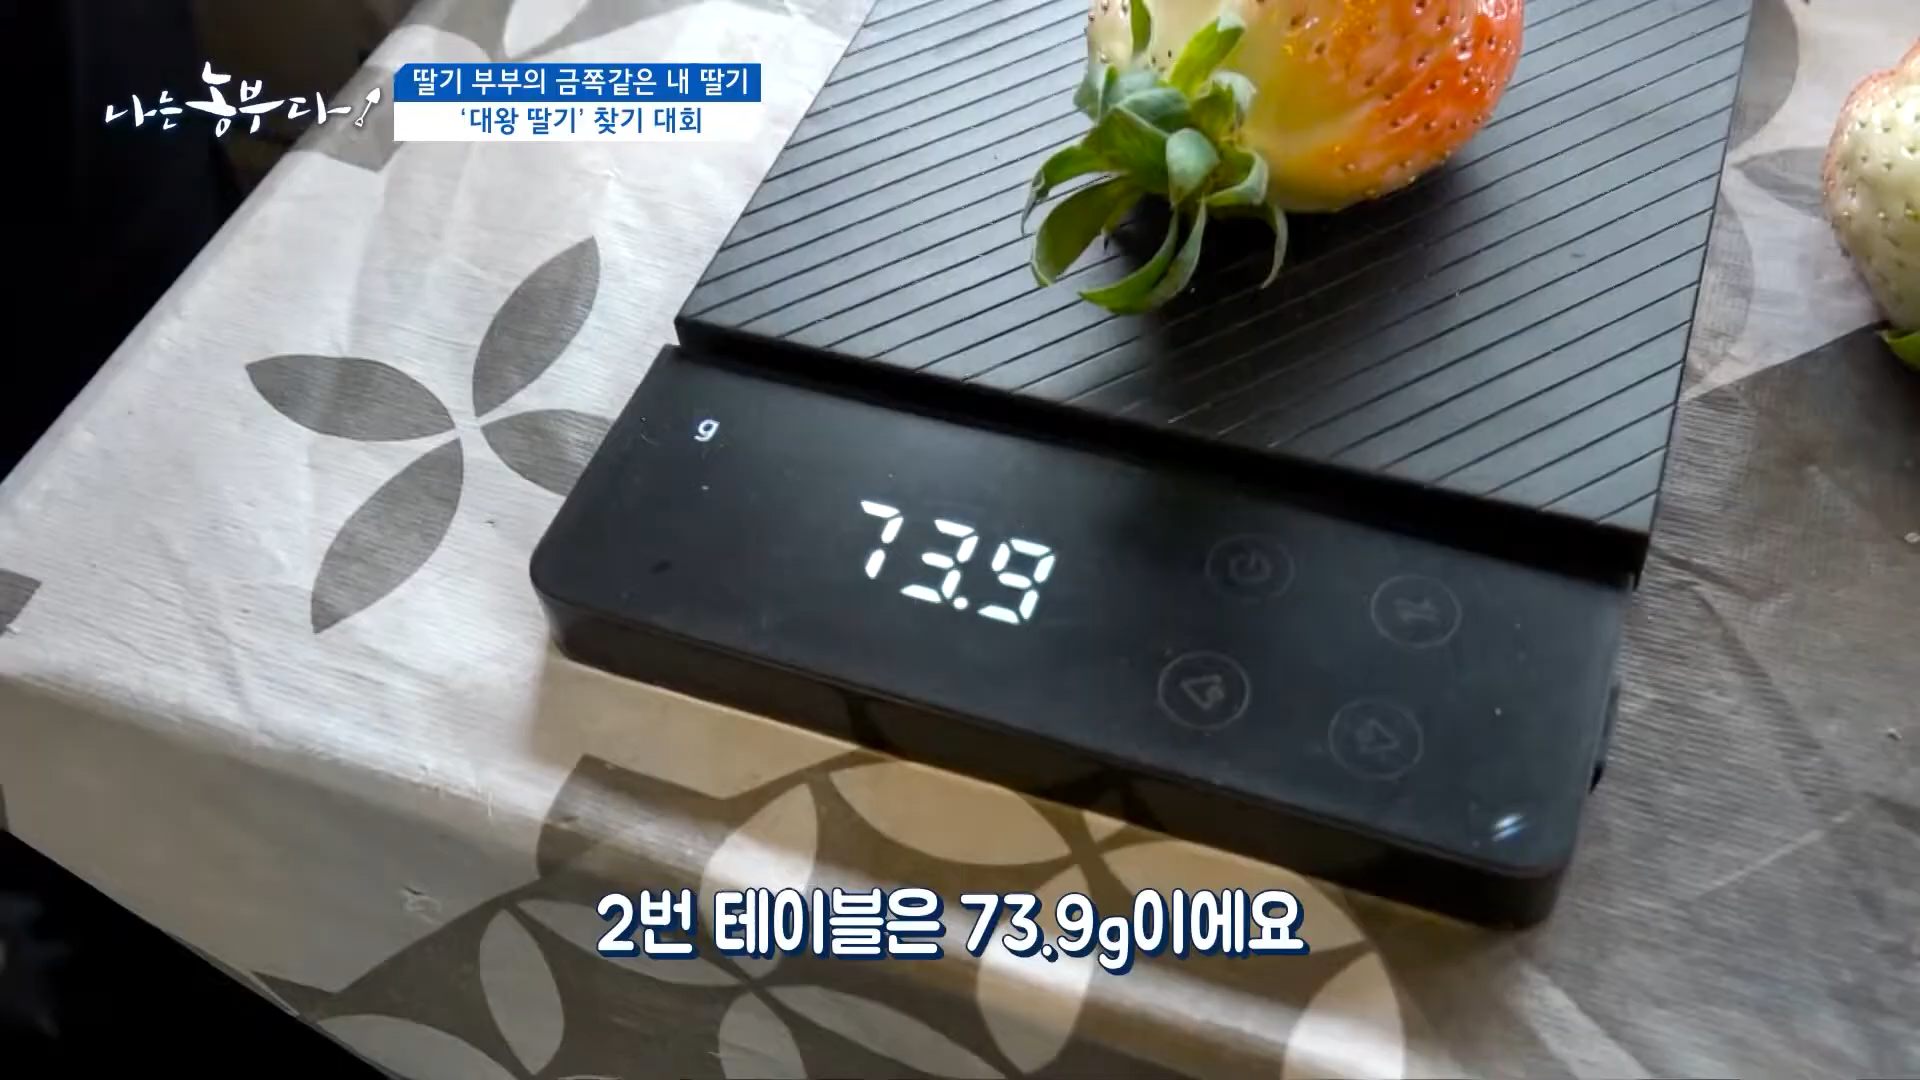 나는 농부다!
딸기 부부의 금쪽같은 내 딸기
‘대왕 딸기’ 찾기 대회
g
73.9
2번 테이블은 73.9g이에요